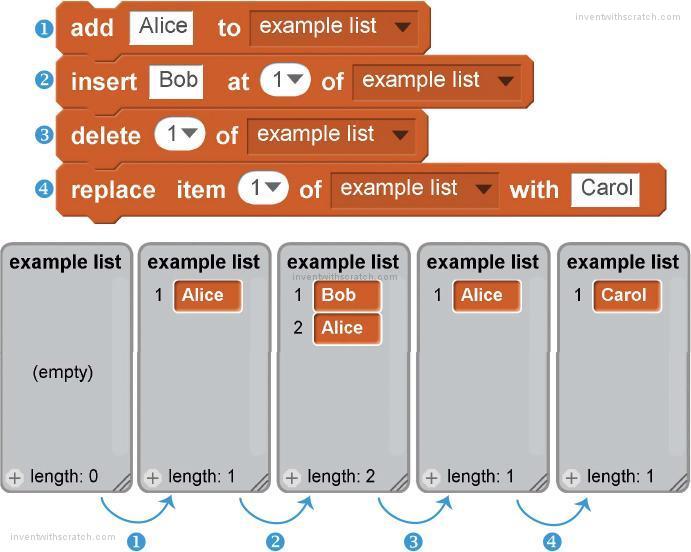 inventwithscratch.com
1 add Alice to example list
2 insert Bob at 1 of example list
3 delete 1 of example list
4 replace item 1 of example list with Carol
example list example list example list example list example list
inventwithscratch.com
1 Alice 1 Bob 1 Alice 1 Carol
2 Alice
(empty)
+ length: 0 + length: 1 + length: 2 + length: 1 + length: 1
inventwithscratch.com 1 2 3 4